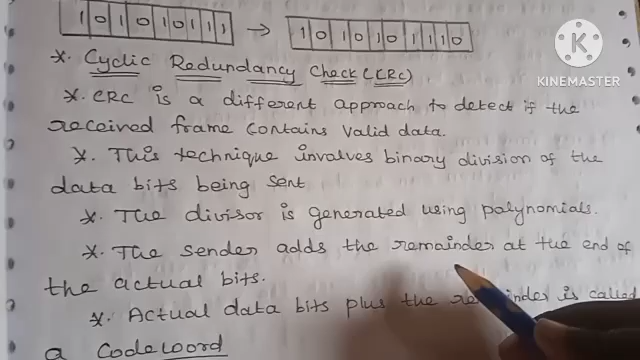 1 0 1 0 1 0 1 1 1 → 1 0 1 0 1 0 1 1 1 0
KINEMASTER
*. Cyclic Redundancy Check (CRC)
*. CRC is a different approach to detect if the
received frame contains valid data.
*. This technique involves binary division of the
data bits being sent
*. The divisor is generated using polynomials.
*. The sender adds the remainder at the end of
the actual bits.
*. Actual data bits plus the remainder is called
a Codeword